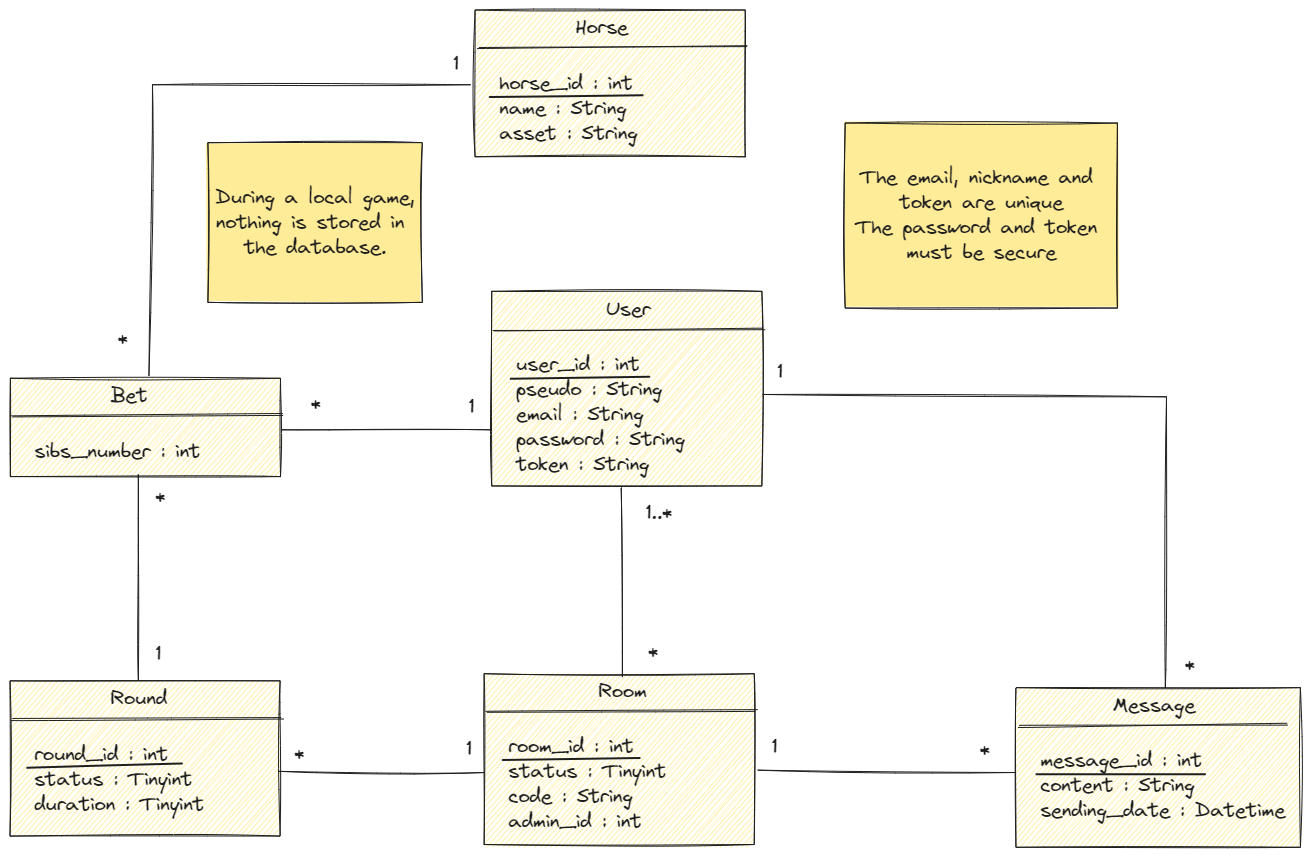 Horse
1
horse_id : int
name : String
asset : String
During a local game,
nothing is stored in
the database.
The email, nickname and
token are unique
The password and token
must be secure
*
User
user_id : int
pseudo : String
email : String
password : String
token : String
1
Bet
sibs_number : int
*
1
*
1..*
1
*
*
Round
round_id : int
status : Tinyint
duration : Tinyint
*
1
Room
room_id : int
status : Tinyint
code : String
admin_id : int
1
*
Message
message_id : int
content : String
sending_date : Datetime